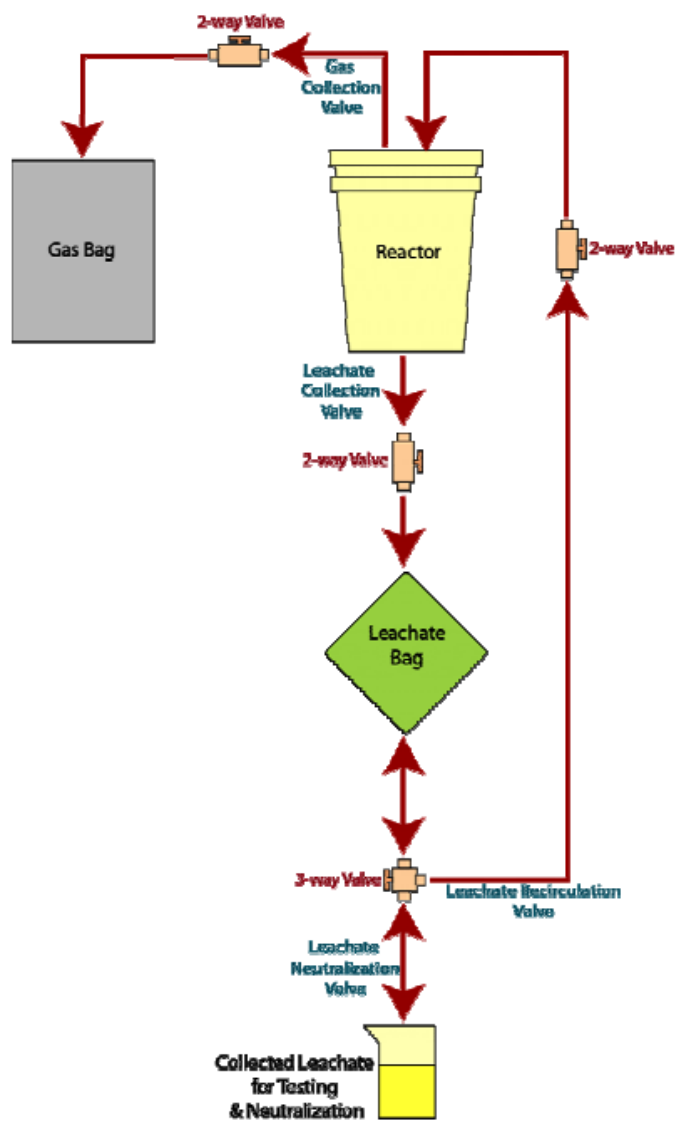 2-way Valve
Gas
Collection
Valve
Gas Bag
Reactor
2-way Valve
Leachate
Collection
Valve
2-way Valve
Leachate
Bag
3-way Valve
Leachate Recirculation
Valve
Leachate
Neutralization
Valve
Collected Leachate
for Testing
& Neutralization